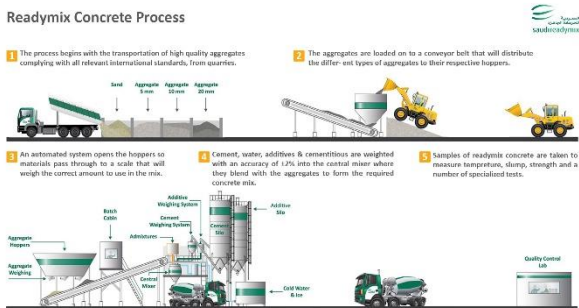 Readymix Concrete Process
saudireadymix
1 The process begins with the transportation of high quality aggregates
complying with all relevant international standards, from quarries.
Sand
Aggregate
5 mm
Aggregate
10 mm
Aggregate
20 mm
2 The aggregates are loaded on to a conveyor belt that will distribute
the differ- ent types of aggregates to their respective hoppers.
3 An automated system opens the hoppers so
materials pass through to a scale that will
weigh the correct amount to use in the mix.
4 Cement, water, additives & cementitious are weighted
with an accuracy of ±2% into the central mixer where
they blend with the aggregates to form the required
concrete mix.
5 Samples of readymix concrete are taken to
measure tempreture, slump, strength and a
number of specialized tests.
Aggregate
Hoppers
Aggregate
Weighing
Batch
Cabin
Additive
Weighing System
Cement
Weighing System
Admixtures
Central
Mixer
Cement
Silo
Additive
Silo
Cold Water
& Ice
Quality Control
Lab